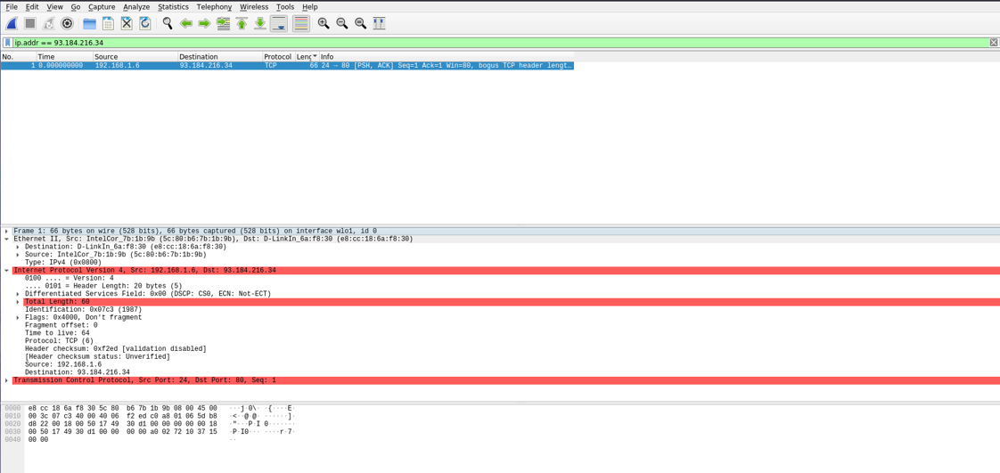 File Edit View Go Capture Analyze Statistics Telephony Wireless Tools Help
ip.addr == 93.184.216.34
No. Time Source Destination Protocol Leng Info
1 0.000000000 192.168.1.6 93.184.216.34 TCP 66 24 → 80 [PSH, ACK] Seq=1 Ack=1 Win=80, bogus TCP header lengt…
Frame 1: 66 bytes on wire (528 bits), 66 bytes captured (528 bits) on interface wlo1, id 0
Ethernet II, Src: IntelCor_7b:1b:9b (5c:80:b6:7b:1b:9b), Dst: D-LinkIn_6a:f8:30 (e8:cc:18:6a:f8:30)
Destination: D-LinkIn_6a:f8:30 (e8:cc:18:6a:f8:30)
Source: IntelCor_7b:1b:9b (5c:80:b6:7b:1b:9b)
Type: IPv4 (0x0800)
Internet Protocol Version 4, Src: 192.168.1.6, Dst: 93.184.216.34
0100 .... = Version: 4
.... 0101 = Header Length: 20 bytes (5)
Differentiated Services Field: 0x00 (DSCP: CS0, ECN: Not-ECT)
Total Length: 60
Identification: 0x07c3 (1987)
Flags: 0x4000, Don't fragment
Fragment offset: 0
Time to live: 64
Protocol: TCP (6)
Header checksum: 0xf2ed [validation disabled]
[Header checksum status: Unverified]
Source: 192.168.1.6
Destination: 93.184.216.34
Transmission Control Protocol, Src Port: 24, Dst Port: 80, Seq: 1
0000 e8 cc 18 6a f8 30 5c 80 b6 7b 1b 9b 08 00 45 00 ···j·0\· ·{····E·
0010 00 3c 07 c3 40 00 40 06 f2 ed c0 a8 01 06 5d b8 ·<··@·@· ······]·
0020 d8 22 00 18 00 50 17 49 30 d1 00 00 00 00 00 18 ·"···P·I 0·······
0030 00 50 17 49 30 d1 00 00 00 00 a0 02 72 10 37 15 ·P·I0··· ····r·7·
0040 00 00 ··